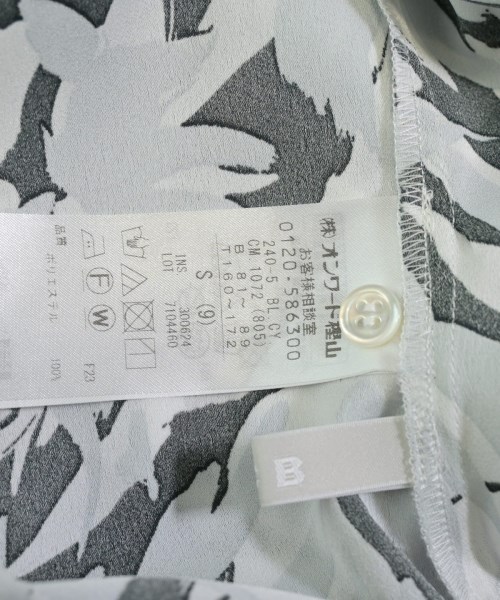 (株)オンワード樫山
お客様相談室
0120・586300
240-5 BL.CY
CM 1072 (805)
B 81～89
T160～172
S (9)
INS 300624
LOT 7104460
F W
品質
ポリエステル 100%
F23